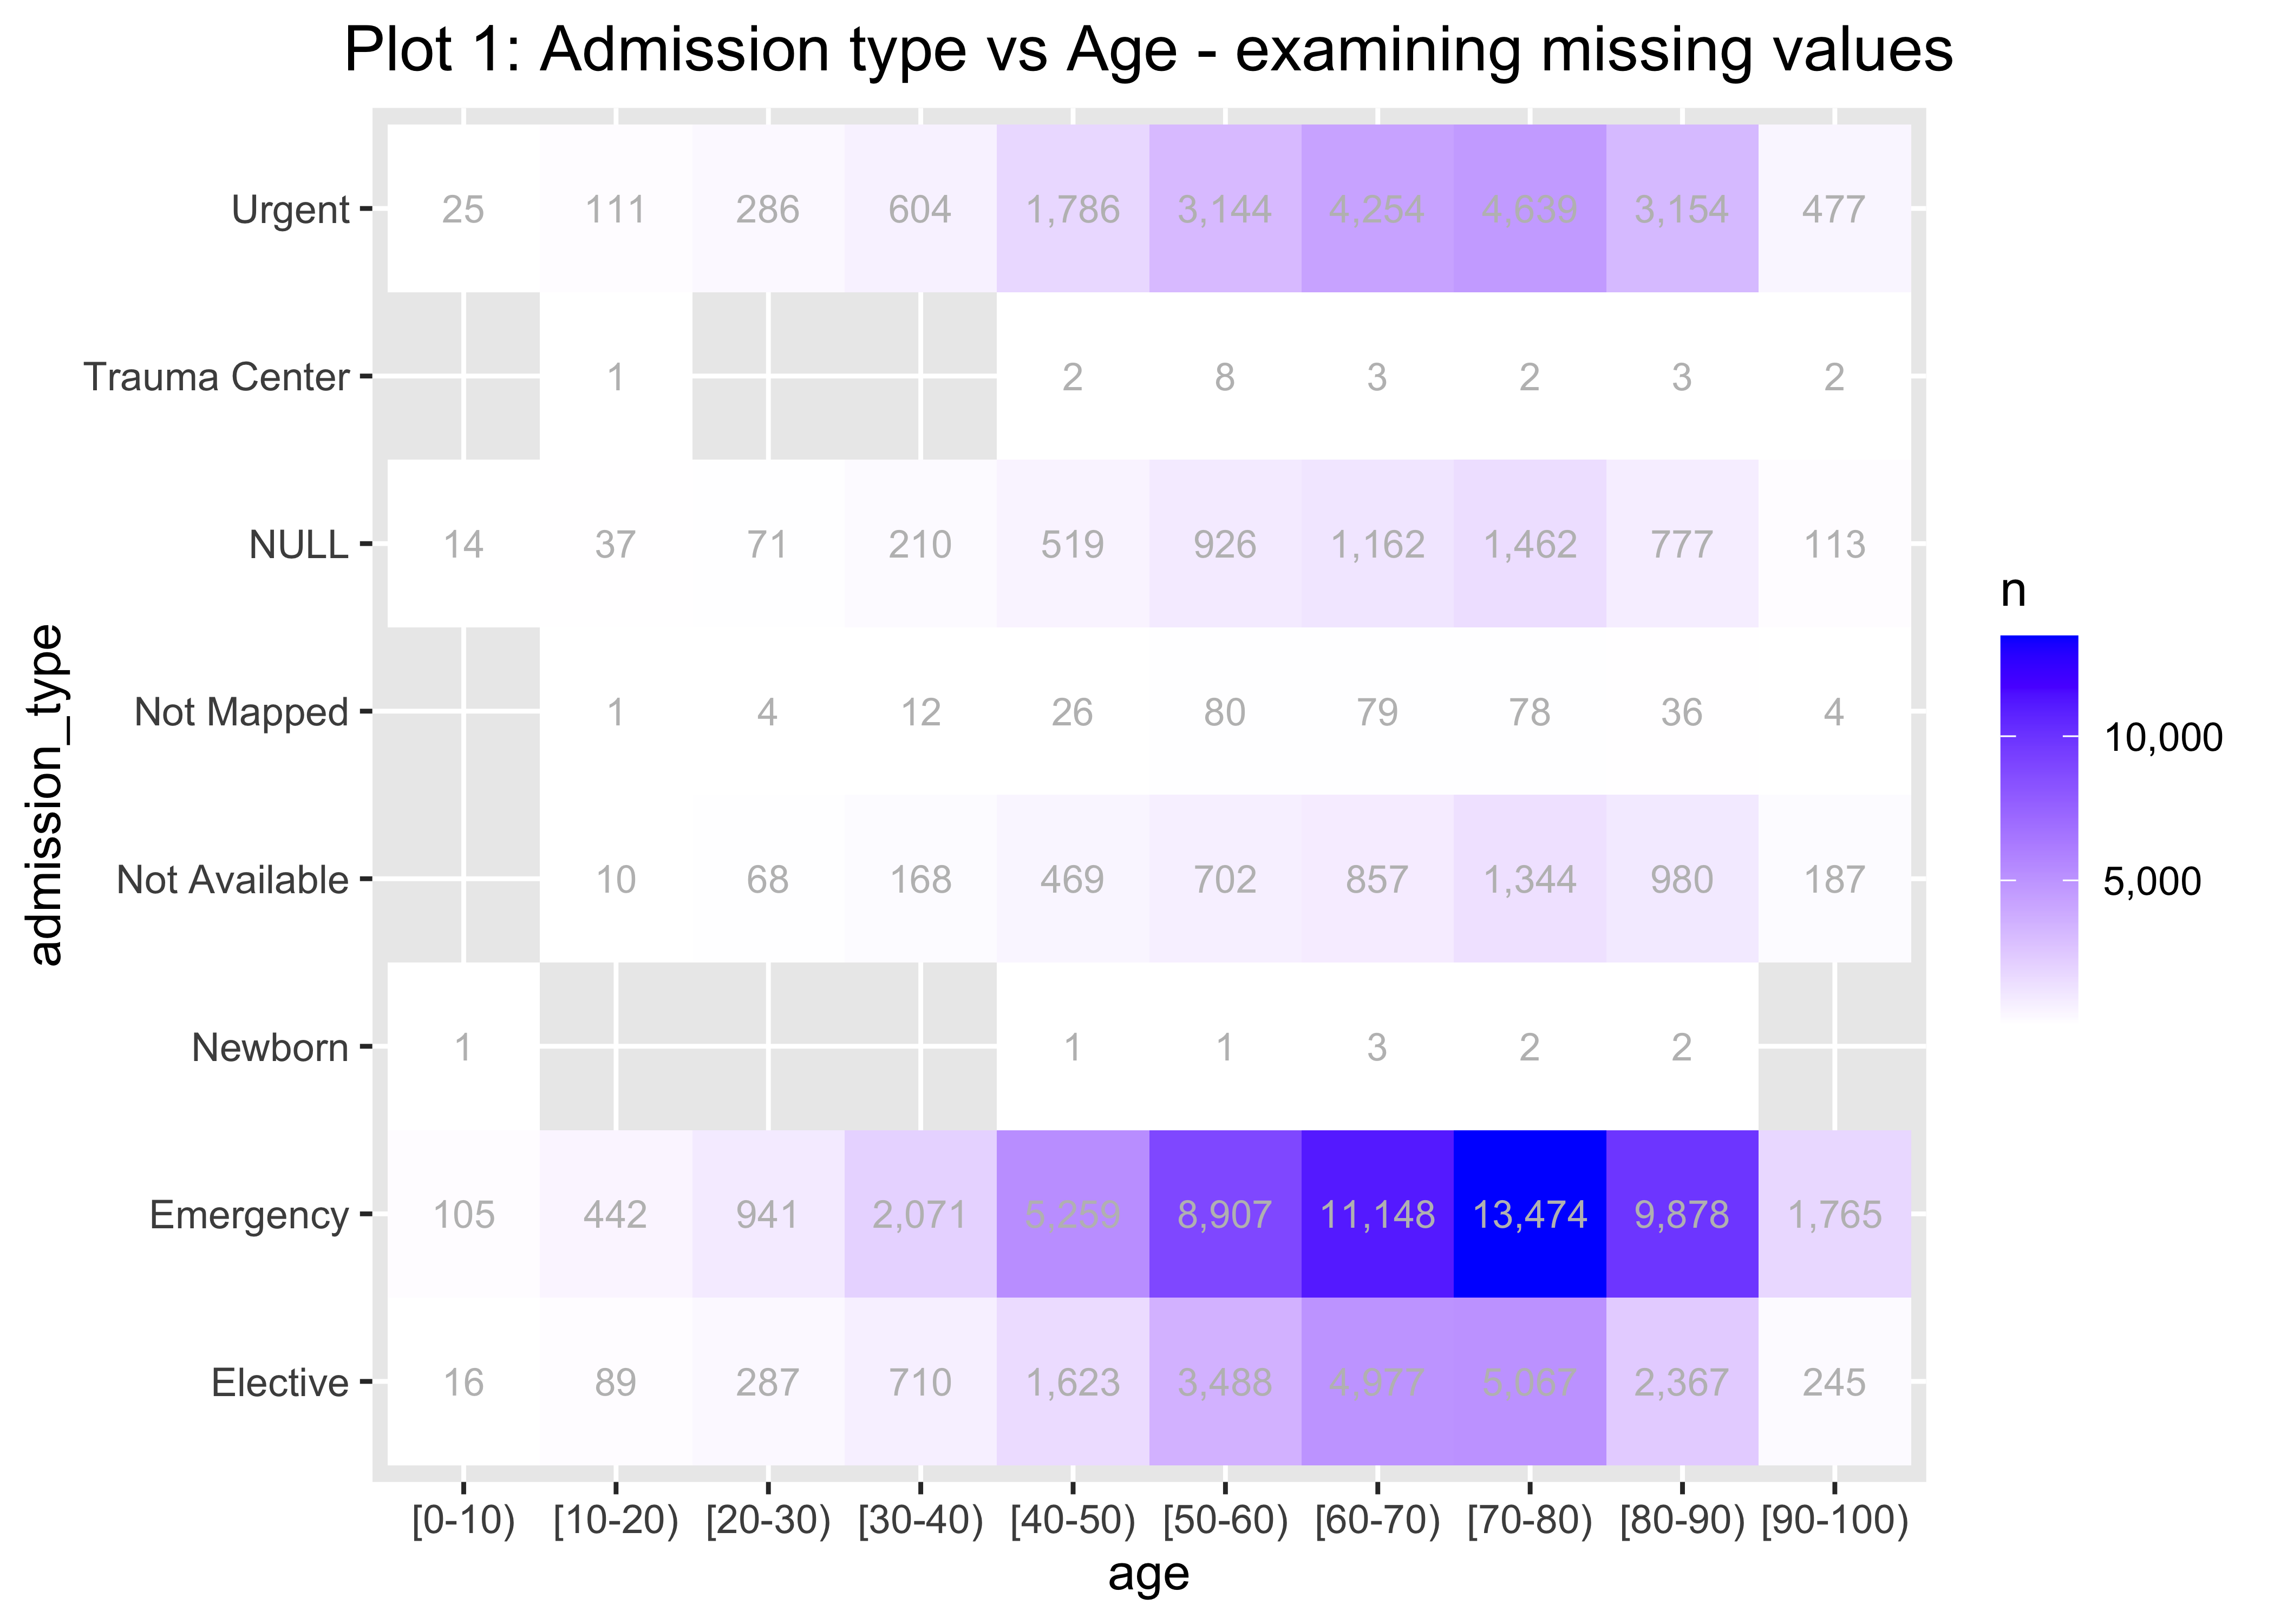 Plot 1: Admission type vs Age - examining missing values
Urgent 25 111 286 604 1,786 3,144 4,254 4,639 3,154 477
Trauma Center 1 2 8 3 2 3 2
NULL 14 37 71 210 519 926 1,162 1,462 777 113
Not Mapped 1 4 12 26 80 79 78 36 4
Not Available 10 68 168 469 702 857 1,344 980 187
Newborn 1 1 1 3 2 2
Emergency 105 442 941 2,071 5,259 8,907 11,148 13,474 9,878 1,765
Elective 16 89 287 710 1,623 3,488 4,977 5,067 2,367 245
[0-10) [10-20) [20-30) [30-40) [40-50) [50-60) [60-70) [70-80) [80-90) [90-100)
age
admission_type
n
10,000
5,000